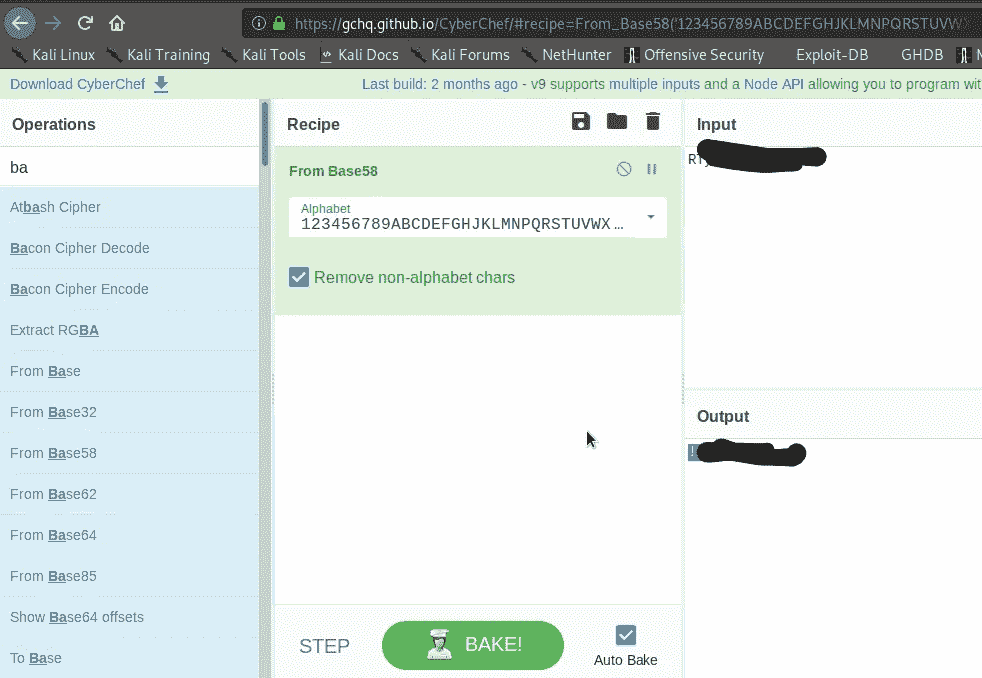 https://gchq.github.io/CyberChef/#recipe=From_Base58('123456789ABCDEFGHJKLMNPQRSTUVW
Kali Linux Kali Training Kali Tools Kali Docs Kali Forums NetHunter Offensive Security Exploit-DB GHDB
Download CyberChef Last build: 2 months ago - v9 supports multiple inputs and a Node API allowing you to program wit
Operations
ba
Atbash Cipher
Bacon Cipher Decode
Bacon Cipher Encode
Extract RGBA
From Base
From Base32
From Base58
From Base62
From Base64
From Base85
Show Base64 offsets
To Base
Recipe
From Base58
Alphabet
123456789ABCDEFGHJKLMNPQRSTUVWX…
Remove non-alphabet chars
STEP
BAKE!
Auto Bake
Input
Output